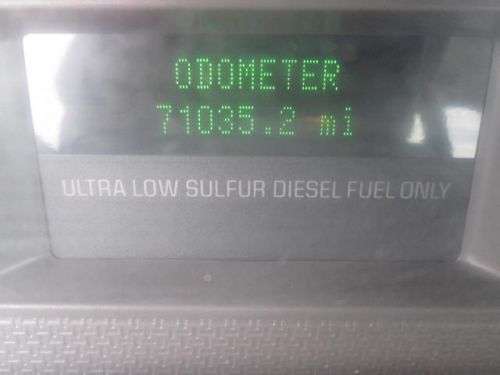 ODOMETER
71035.2 mi
ULTRA LOW SULFUR DIESEL FUEL ONLY